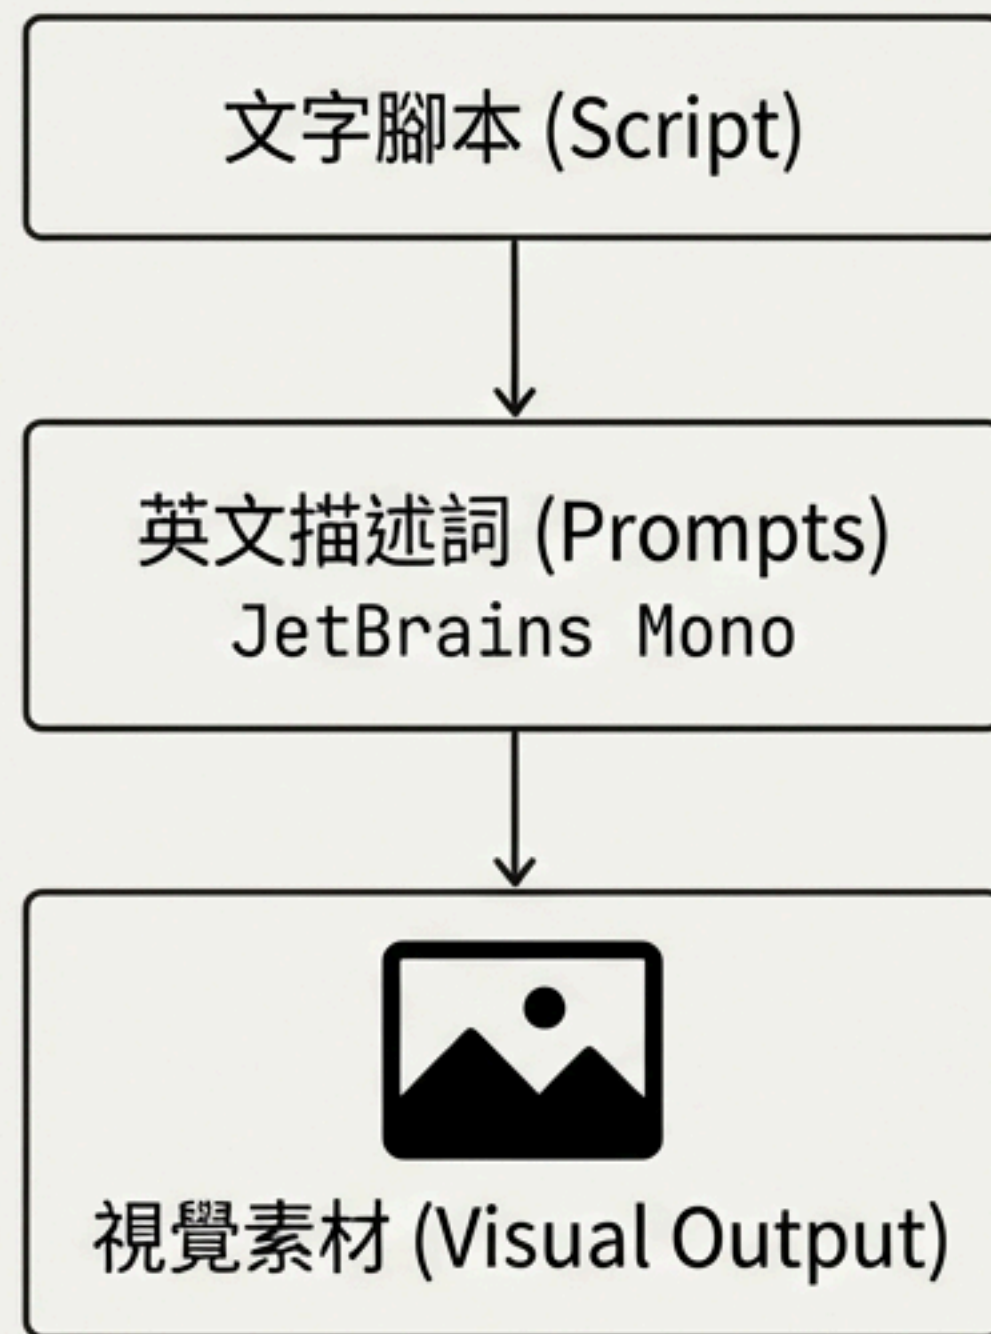 文字腳本 (Script)
英文描述詞 (Prompts)
JetBrains Mono
視覺素材 (Visual Output)